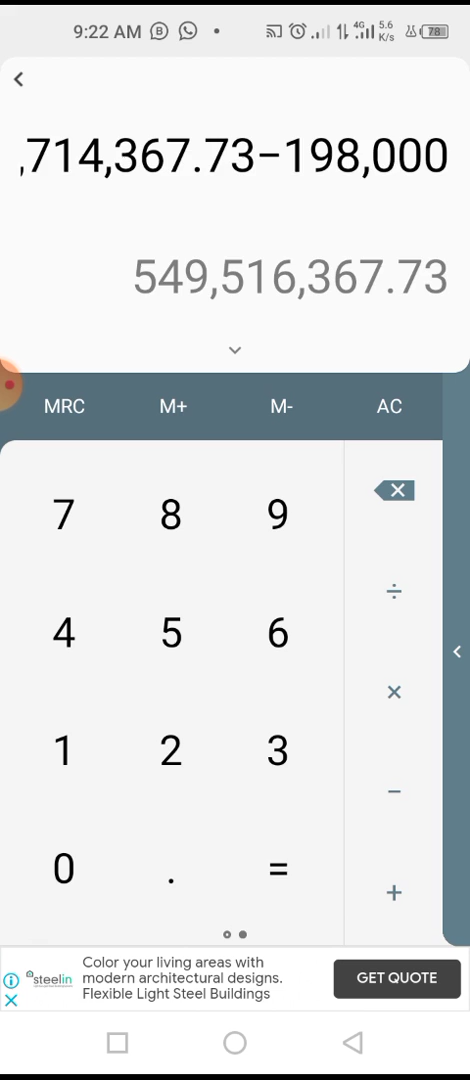 9:22 AM B 4G 5.6 K/s 78
,714,367.73−198,000
549,516,367.73
MRC M+ M- AC
7 8 9
÷
4 5 6
×
1 2 3
−
0 . =
+
steelin
Color your living areas with
modern architectural designs.
Flexible Light Steel Buildings
GET QUOTE